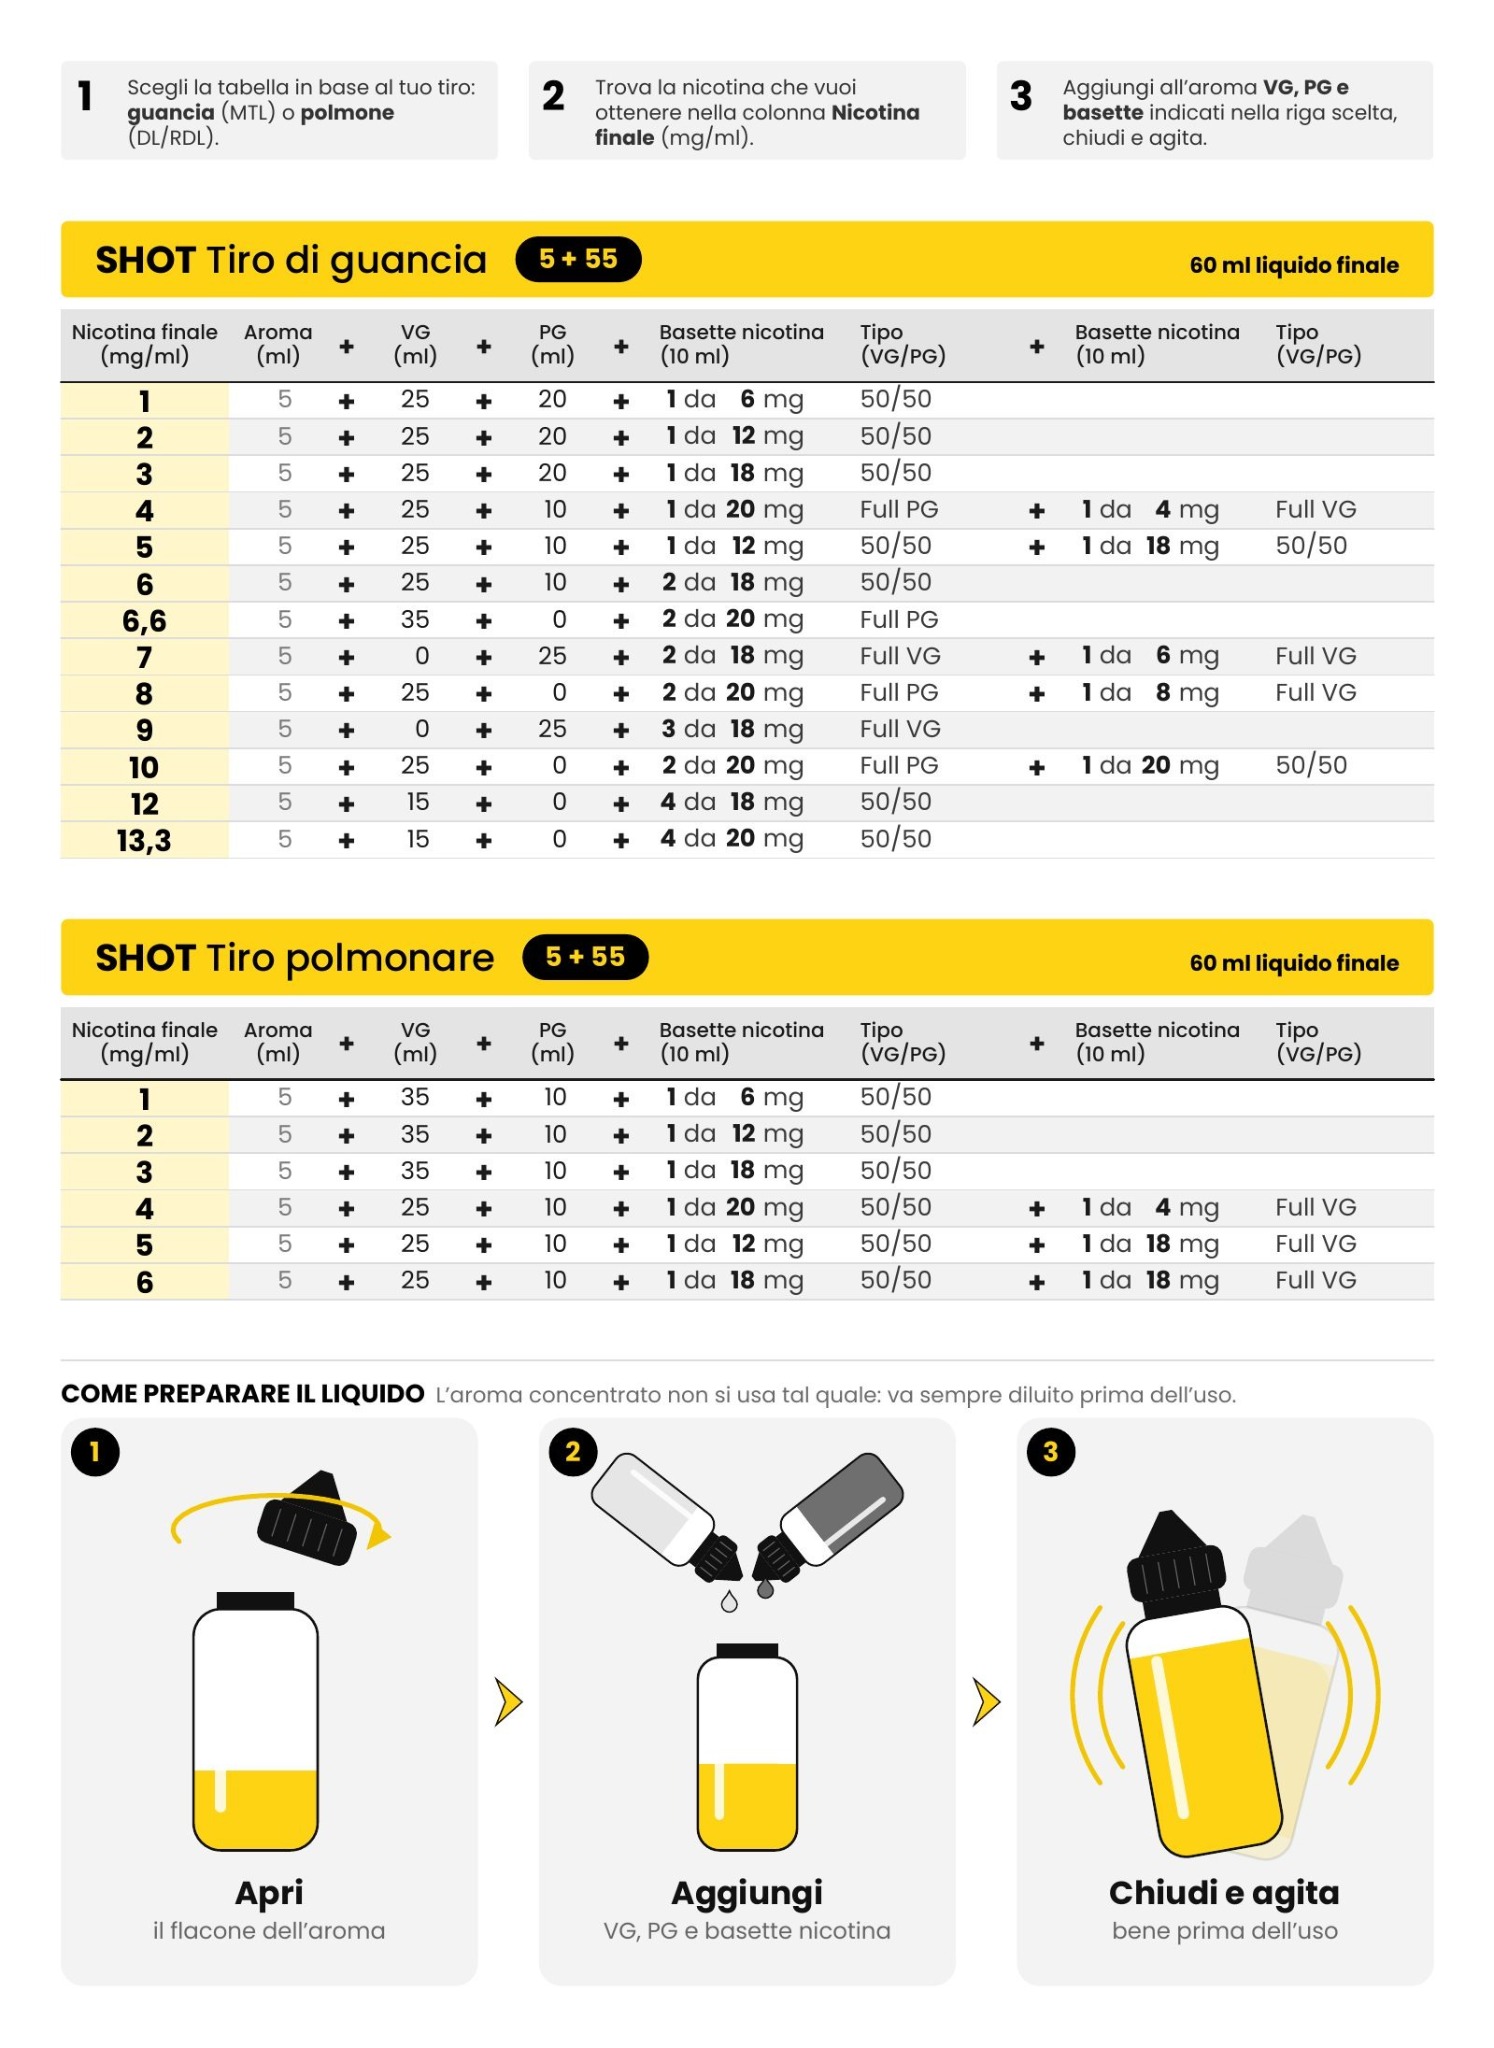 1
Scegli la tabella in base al tuo tiro:
guancia (MTL) o polmone
(DL/RDL).
2
Trova la nicotina che vuoi
ottenere nella colonna Nicotina
finale (mg/ml).
3
Aggiungi all’aroma VG, PG e
basette indicati nella riga scelta,
chiudi e agita.
SHOT Tiro di guancia 5 + 55 60 ml liquido finale
Nicotina finale Aroma VG PG Basette nicotina Tipo Basette nicotina Tipo
(mg/ml) (ml) + (ml) + (ml) + (10 ml) (VG/PG) + (10 ml) (VG/PG)
1 5 + 25 + 20 + 1 da 6 mg 50/50
2 5 + 25 + 20 + 1 da 12 mg 50/50
3 5 + 25 + 20 + 1 da 18 mg 50/50
4 5 + 25 + 10 + 1 da 20 mg Full PG + 1 da 4 mg Full VG
5 5 + 25 + 10 + 1 da 12 mg 50/50 + 1 da 18 mg 50/50
6 5 + 25 + 10 + 2 da 18 mg 50/50
6,6 5 + 35 + 0 + 2 da 20 mg Full PG
7 5 + 0 + 25 + 2 da 18 mg Full VG + 1 da 6 mg Full VG
8 5 + 25 + 0 + 2 da 20 mg Full PG + 1 da 8 mg Full VG
9 5 + 0 + 25 + 3 da 18 mg Full VG
10 5 + 25 + 0 + 2 da 20 mg Full PG + 1 da 20 mg 50/50
12 5 + 15 + 0 + 4 da 18 mg 50/50
13,3 5 + 15 + 0 + 4 da 20 mg 50/50
SHOT Tiro polmonare 5 + 55 60 ml liquido finale
Nicotina finale Aroma VG PG Basette nicotina Tipo Basette nicotina Tipo
(mg/ml) (ml) + (ml) + (ml) + (10 ml) (VG/PG) + (10 ml) (VG/PG)
1 5 + 35 + 10 + 1 da 6 mg 50/50
2 5 + 35 + 10 + 1 da 12 mg 50/50
3 5 + 35 + 10 + 1 da 18 mg 50/50
4 5 + 25 + 10 + 1 da 20 mg 50/50 + 1 da 4 mg Full VG
5 5 + 25 + 10 + 1 da 12 mg 50/50 + 1 da 18 mg Full VG
6 5 + 25 + 10 + 1 da 18 mg 50/50 + 1 da 18 mg Full VG
COME PREPARARE IL LIQUIDO L’aroma concentrato non si usa tal quale: va sempre diluito prima dell’uso.
1
Apri
il flacone dell’aroma
2
Aggiungi
VG, PG e basette nicotina
3
Chiudi e agita
bene prima dell’uso